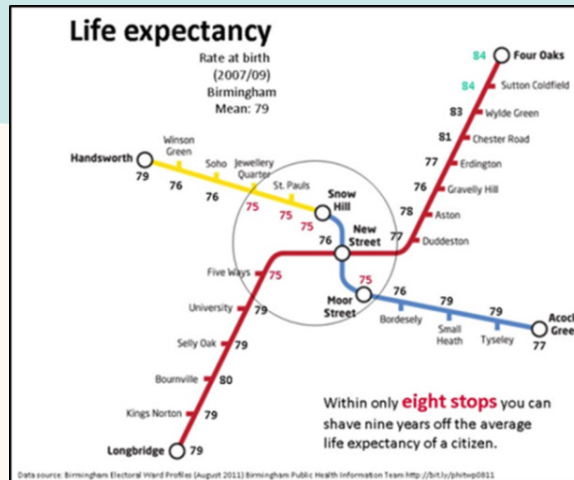 Life expectancy
Rate at birth
(2007/09)
Birmingham
Mean: 79
84 Four Oaks
84 Sutton Coldfield
83 Wylde Green
81 Chester Road
77 Erdington
76 Gravelly Hill
78 Aston
77 Duddeston
Handsworth
79
Winson
Green
76
Soho
76
Jewellery
Quarter
75
St. Pauls
75
Snow
Hill
75
New
Street
76
Five Ways 75
University 79
Selly Oak 79
Bournville 80
Kings Norton 79
Longbridge 79
75
Moor
Street
76
Bordesely
79
Small
Heath
79
Tyseley
Acock
Gree
77
Within only eight stops you can
shave nine years off the average
life expectancy of a citizen.
Data source: Birmingham Electoral Ward Profiles (August 2011) Birmingham Public Health Information Team http://bit.ly/phitwp0811